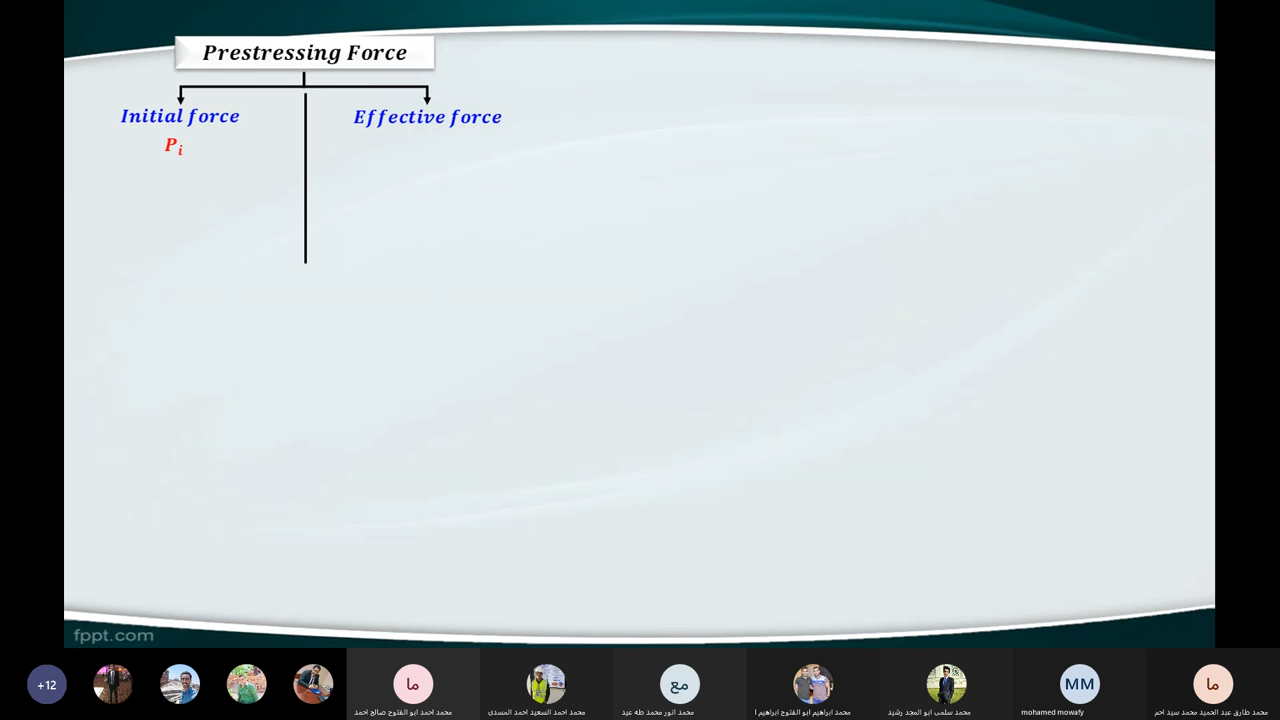 Prestressing Force
Initial force
Effective force
Pi
fppt.com
+12
ما
محمد احمد ابو الفتوح صالح احمد
محمد احمد السعيد احمد المسدى
مع
محمد انور محمد طه عيد
محمد ابراهيم ابو الفتوح ابراهيم ا
محمد سلمى ابو المجد رشيد
MM
mohamed mowafy
ما
محمد طارق عبد الحميد محمد سيد احم